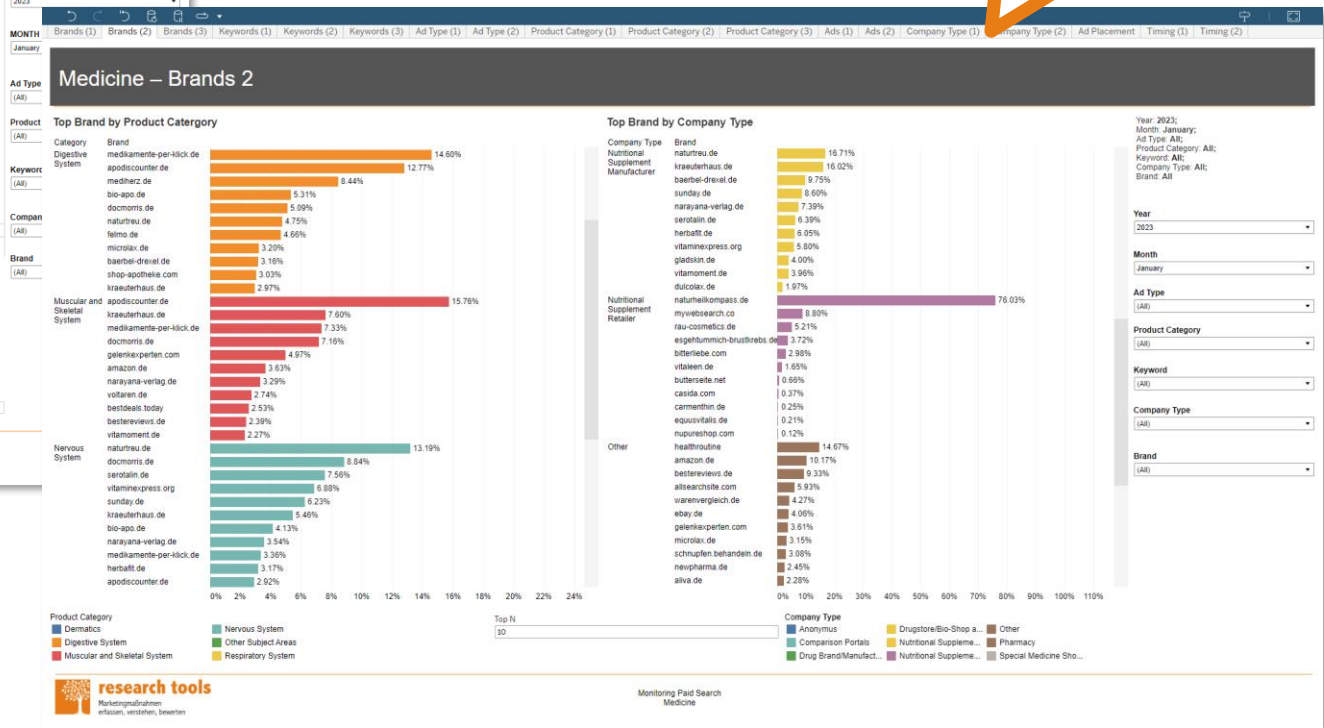 2023
MONTH
January
Ad Type
(All)
Product
(All)
Keyword
(All)
Compan
(All)
Brand
(All)
Brands (1) Brands (2) Brands (3) Keywords (1) Keywords (2) Keywords (3) Ad Type (1) Ad Type (2) Product Category (1) Product Category (2) Product Category (3) Ads (1) Ads (2) Company Type (1) Company Type (2) Ad Placement Timing (1) Timing (2)
Medicine – Brands 2
Top Brand by Product Catergory
Category Brand
Digestive System
medikamente-per-klick.de 14.60%
apodiscounter.de 12.77%
mediherz.de 8.44%
bio-apo.de 5.31%
docmorris.de 5.09%
naturtreu.de 4.75%
felmo.de 4.66%
microlax.de 3.20%
baerbel-drexel.de 3.16%
shop-apotheke.com 3.03%
kraeuterhaus.de 2.97%
Muscular and Skeletal System
apodiscounter.de 15.76%
kraeuterhaus.de 7.60%
medikamente-per-klick.de 7.33%
docmorris.de 7.16%
gelenkexperten.com 4.97%
amazon.de 3.63%
narayana-verlag.de 3.29%
voltaren.de 2.74%
bestdeals.today 2.53%
bestereviews.de 2.39%
vitamoment.de 2.27%
Nervous System
naturtreu.de 13.19%
docmorris.de 8.84%
serotalin.de 7.56%
vitaminexpress.org 6.88%
sunday.de 6.23%
kraeuterhaus.de 5.46%
bio-apo.de 4.13%
narayana-verlag.de 3.54%
medikamente-per-klick.de 3.36%
herbafit.de 3.17%
apodiscounter.de 2.92%
0% 2% 4% 6% 8% 10% 12% 14% 16% 18% 20% 22% 24%
Top Brand by Company Type
Company Type Brand
Nutritional Supplement Manufacturer
naturtreu.de 16.71%
kraeuterhaus.de 16.02%
baerbel-drexel.de 9.75%
sunday.de 8.60%
narayana-verlag.de 7.39%
serotalin.de 6.39%
herbafit.de 6.05%
vitaminexpress.org 5.80%
gladskin.de 4.00%
vitamoment.de 3.96%
dulcolax.de 1.97%
Nutritional Supplement Retailer
naturheilkompass.de 76.03%
mywebsearch.co 8.80%
rau-cosmetics.de 5.21%
esgehtummich-brustkrebs.de 3.72%
bitterliebe.com 2.98%
vitaleen.de 1.65%
butterseite.net 0.66%
casida.com 0.37%
carmenthin.de 0.25%
equusvitalis.de 0.21%
nupureshop.com 0.12%
Other
healthroutine 14.67%
amazon.de 10.17%
bestereviews.de 9.33%
allsearchsite.com 5.93%
warenvergleich.de 4.27%
ebay.de 4.06%
gelenkexperten.com 3.61%
microlax.de 3.15%
schnupfen.behandeln.de 3.08%
newpharma.de 2.45%
aliva.de 2.28%
0% 10% 20% 30% 40% 50% 60% 70% 80% 90% 100% 110%
Year: 2023;
Month: January;
Ad Type: All;
Product Category: All;
Keyword: All;
Company Type: All;
Brand: All
Year
2023
Month
January
Ad Type
(All)
Product Category
(All)
Keyword
(All)
Company Type
(All)
Brand
(All)
Product Category
Dermatics
Nervous System
Digestive System
Other Subject Areas
Muscular and Skeletal System
Respiratory System
Top N
10
Company Type
Anonymus
Drugstore/Bio-Shop a...
Other
Comparison Portals
Nutritional Suppleme...
Pharmacy
Drug Brand/Manufact...
Nutritional Suppleme...
Special Medicine Sho...
research tools
Marketingmaßnahmen
erfassen, verstehen, bewerten
Monitoring Paid Search
Medicine